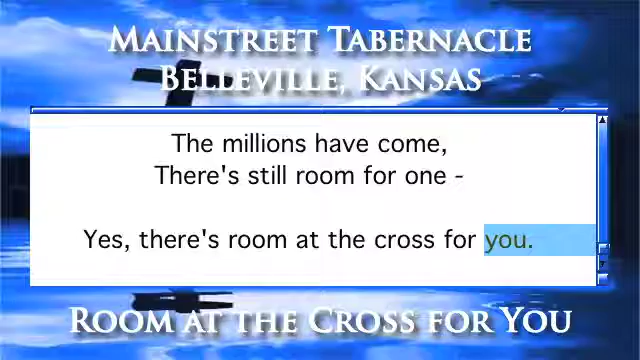 MAINSTREET TABERNACLE
BELLEVILLE, KANSAS
The millions have come,
There's still room for one -
Yes, there's room at the cross for you.
ROOM AT THE CROSS FOR YOU